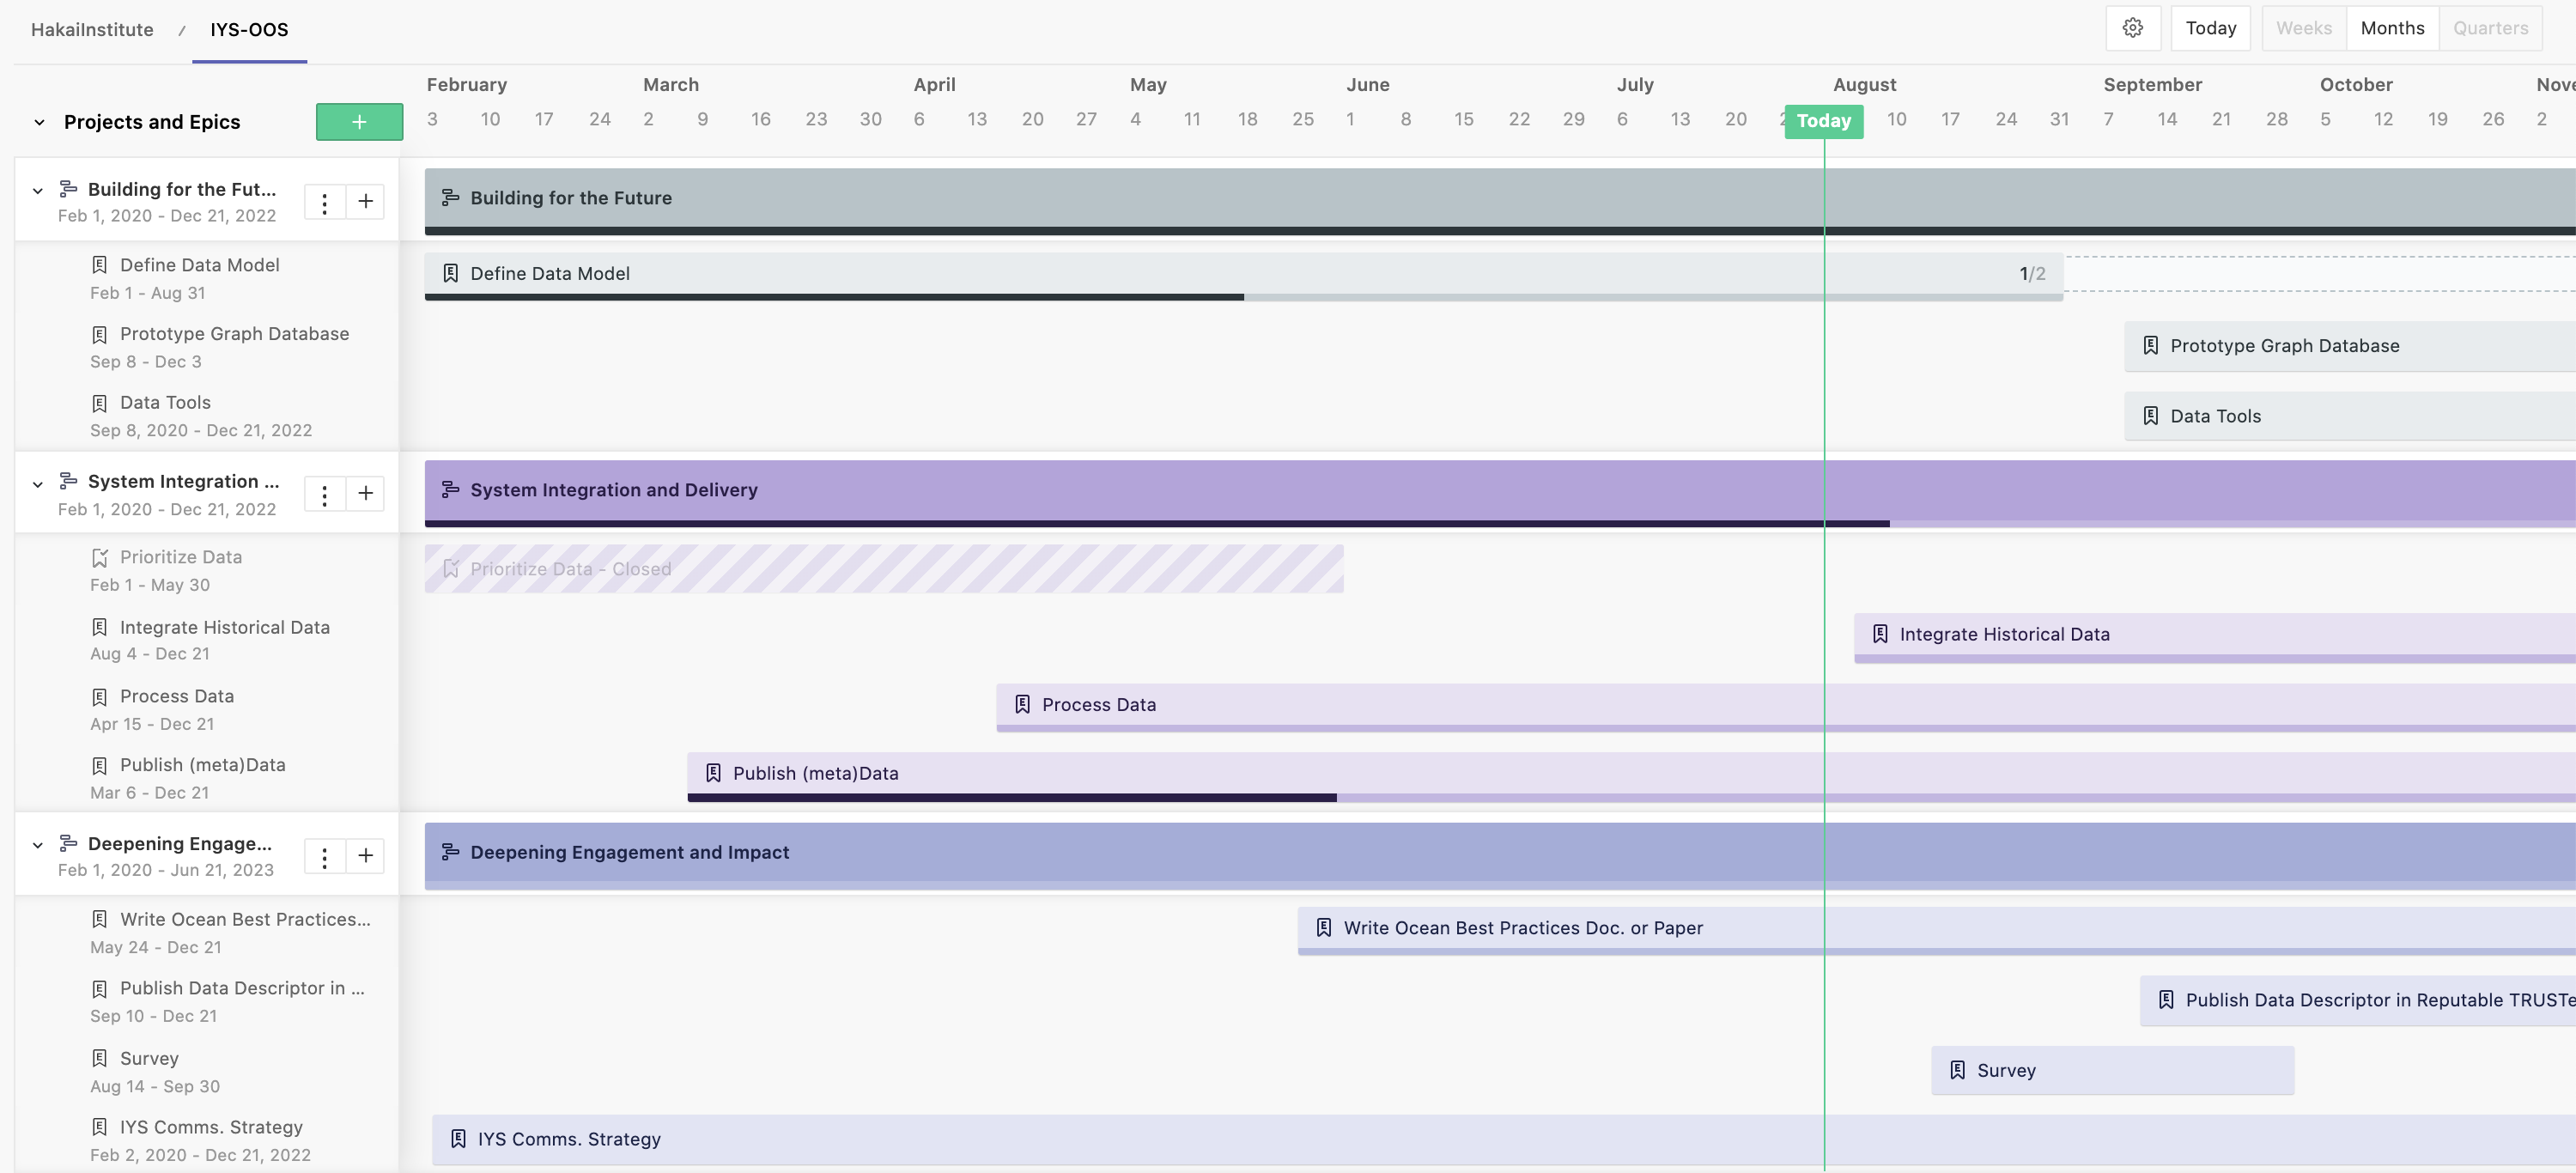 HakaiInstitute / IYS-OOS
Today
Weeks Months Quarters
February March April May June July August September October Nove
Projects and Epics
+
3 10 17 24 2 9 16 23 30 6 13 20 27 4 11 18 25 1 8 15 22 29 6 13 20 2 Today 10 17 24 31 7 14 21 28 5 12 19 26 2
Building for the Fut...
Feb 1, 2020 - Dec 21, 2022
Building for the Future
Define Data Model
Feb 1 - Aug 31
Define Data Model
1/2
Prototype Graph Database
Sep 8 - Dec 3
Prototype Graph Database
Data Tools
Sep 8, 2020 - Dec 21, 2022
Data Tools
System Integration ...
Feb 1, 2020 - Dec 21, 2022
System Integration and Delivery
Prioritize Data
Feb 1 - May 30
Prioritize Data - Closed
Integrate Historical Data
Aug 4 - Dec 21
Integrate Historical Data
Process Data
Apr 15 - Dec 21
Process Data
Publish (meta)Data
Mar 6 - Dec 21
Publish (meta)Data
Deepening Engage...
Feb 1, 2020 - Jun 21, 2023
Deepening Engagement and Impact
Write Ocean Best Practices...
May 24 - Dec 21
Write Ocean Best Practices Doc. or Paper
Publish Data Descriptor in ...
Sep 10 - Dec 21
Publish Data Descriptor in Reputable TRUSTe
Survey
Aug 14 - Sep 30
Survey
IYS Comms. Strategy
Feb 2, 2020 - Dec 21, 2022
IYS Comms. Strategy